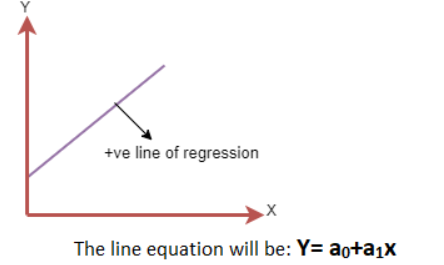 Y
+ve line of regression
X
The line equation will be: Y= a₀+a₁x